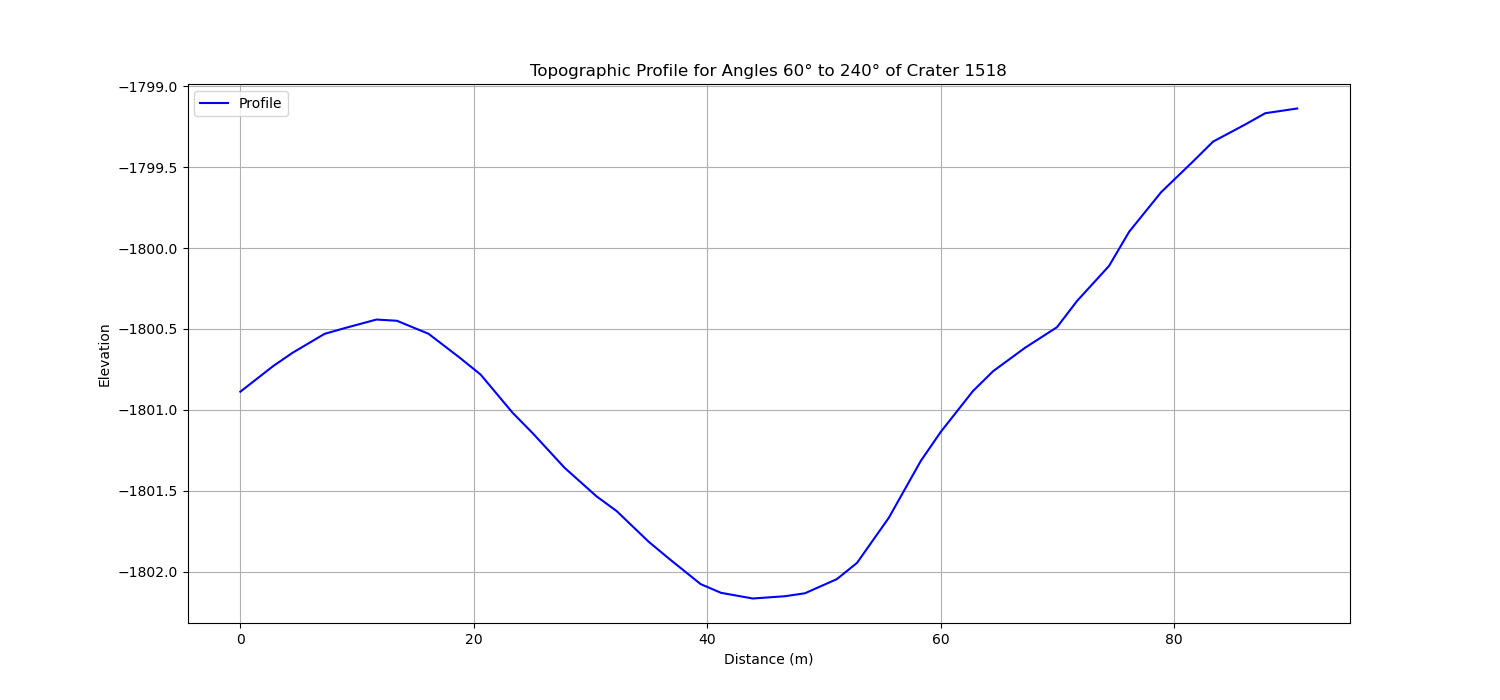 Topographic Profile for Angles 60° to 240° of Crater 1518
Profile
−1799.0
−1799.5
−1800.0
−1800.5
−1801.0
−1801.5
−1802.0
Elevation
0 20 40 60 80
Distance (m)